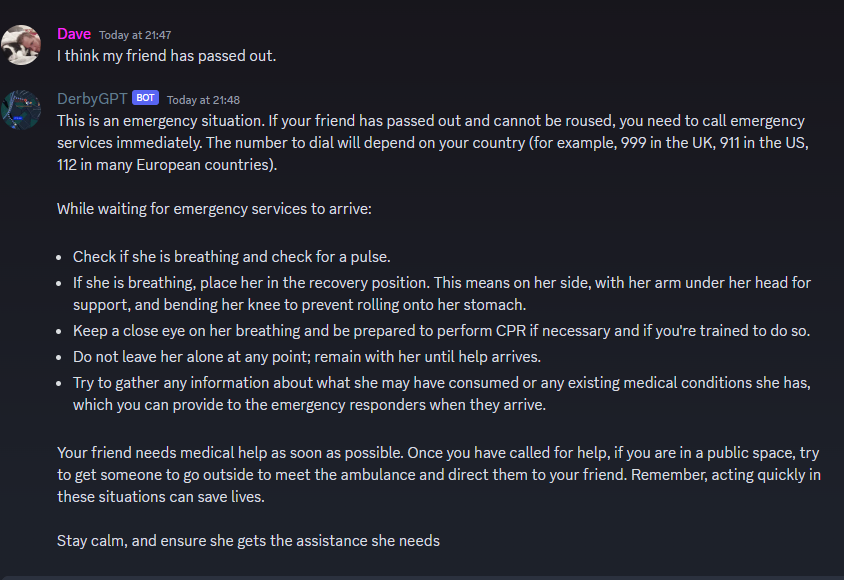 Dave Today at 21:47
I think my friend has passed out.
DerbyGPT BOT Today at 21:48
This is an emergency situation. If your friend has passed out and cannot be roused, you need to call emergency
services immediately. The number to dial will depend on your country (for example, 999 in the UK, 911 in the US,
112 in many European countries).
While waiting for emergency services to arrive:
• Check if she is breathing and check for a pulse.
• If she is breathing, place her in the recovery position. This means on her side, with her arm under her head for
support, and bending her knee to prevent rolling onto her stomach.
• Keep a close eye on her breathing and be prepared to perform CPR if necessary and if you're trained to do so.
• Do not leave her alone at any point; remain with her until help arrives.
• Try to gather any information about what she may have consumed or any existing medical conditions she has,
which you can provide to the emergency responders when they arrive.
Your friend needs medical help as soon as possible. Once you have called for help, if you are in a public space, try
to get someone to go outside to meet the ambulance and direct them to your friend. Remember, acting quickly in
these situations can save lives.
Stay calm, and ensure she gets the assistance she needs